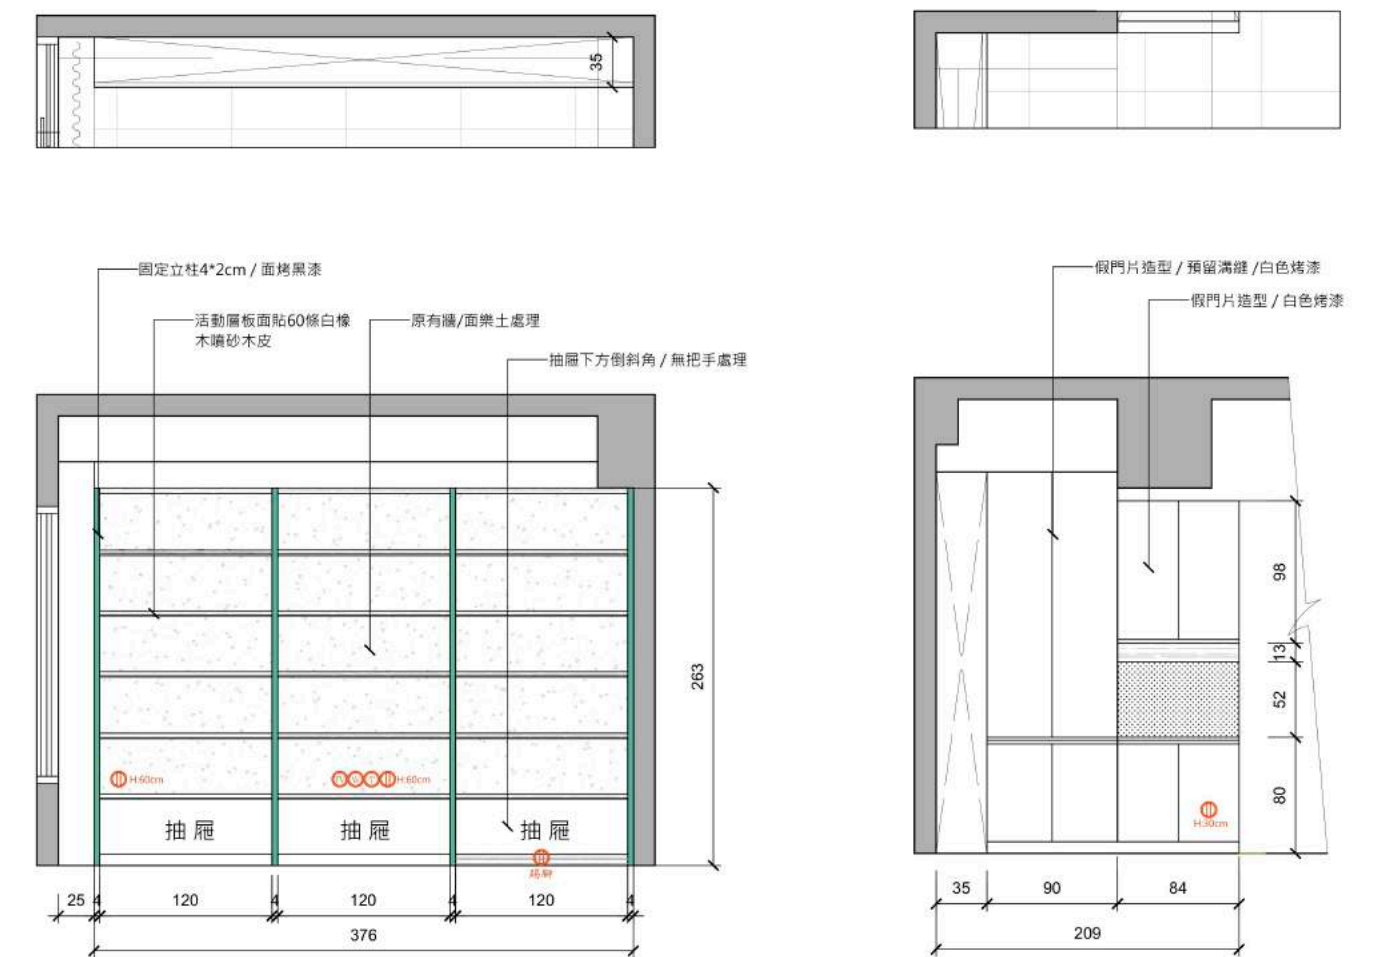 35
固定立柱4*2cm / 面烤黑漆
活動層板面貼60條白橡
木噴砂木皮
原有牆/面樂土處理
抽屜下方倒斜角 / 無把手處理
263
H:60cm
H:60cm
抽屜
抽屜
抽屜
踢腳
25
4
120
4
120
4
120
4
376
假門片造型 / 預留溝縫 /白色烤漆
假門片造型 / 白色烤漆
98
13
52
80
H:30cm
35
90
84
209